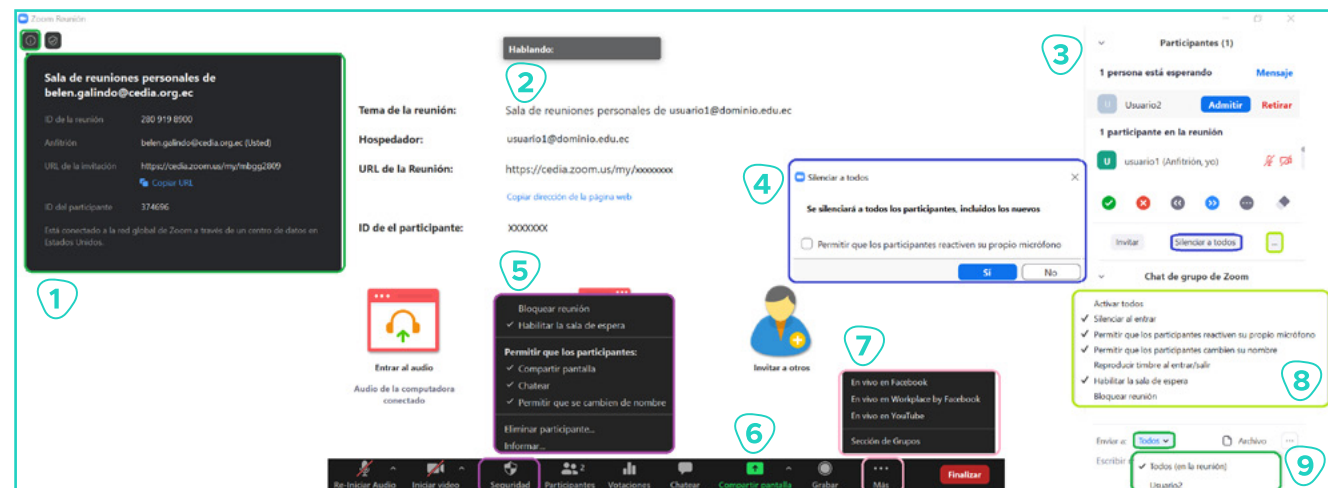 Zoom Reunión
Sala de reuniones personales de
belen.galindo@cedia.org.ec
ID de la reunión 280 919 8900
Anfitrión belen.galindo@cedia.org.ec (Usted)
URL de la invitación https://cedia.zoom.us/my/mbgg2809
Copiar URL
ID del participante 374696
Está conectado a la red global de Zoom a través de un centro de datos en
Estados Unidos.
1
Hablando:
2
Tema de la reunión: Sala de reuniones personales de usuario1@dominio.edu.ec
Hospedador: usuario1@dominio.edu.ec
URL de la Reunión: https://cedia.zoom.us/my/xxxxxxxx
Copiar dirección de la página web
ID de el participante: XXXXXXX
Entrar al audio
Audio de la computadora
conectado
5
Bloquear reunión
✓ Habilitar la sala de espera
Permitir que los participantes:
✓ Compartir pantalla
✓ Chatear
✓ Permitir que se cambien de nombre
Eliminar participante...
Informar...
Invitar a otros
4
Silenciar a todos
Se silenciará a todos los participantes, incluidos los nuevos
Permitir que los participantes reactiven su propio micrófono
Sí No
7
En vivo en Facebook
En vivo en Workplace by Facebook
En vivo en YouTube
Sección de Grupos
6
Re-Iniciar Audio Iniciar video Seguridad Participantes 2 Votaciones Chatear Compartir pantalla Grabar Más Finalizar
3
Participantes (1)
1 persona está esperando Mensaje
U Usuario2 Admitir Retirar
1 participante en la reunión
U usuario1 (Anfitrión, yo)
Invitar Silenciar a todos ...
Chat de grupo de Zoom
Activar todos
✓ Silenciar al entrar
✓ Permitir que los participantes reactiven su propio micrófono
✓ Permitir que los participantes cambien su nombre
Reproducir timbre al entrar/salir
✓ Habilitar la sala de espera
Bloquear reunión
8
Enviar a: Todos Archivo ...
Escribir
✓ Todos (en la reunión)
Usuario2
9